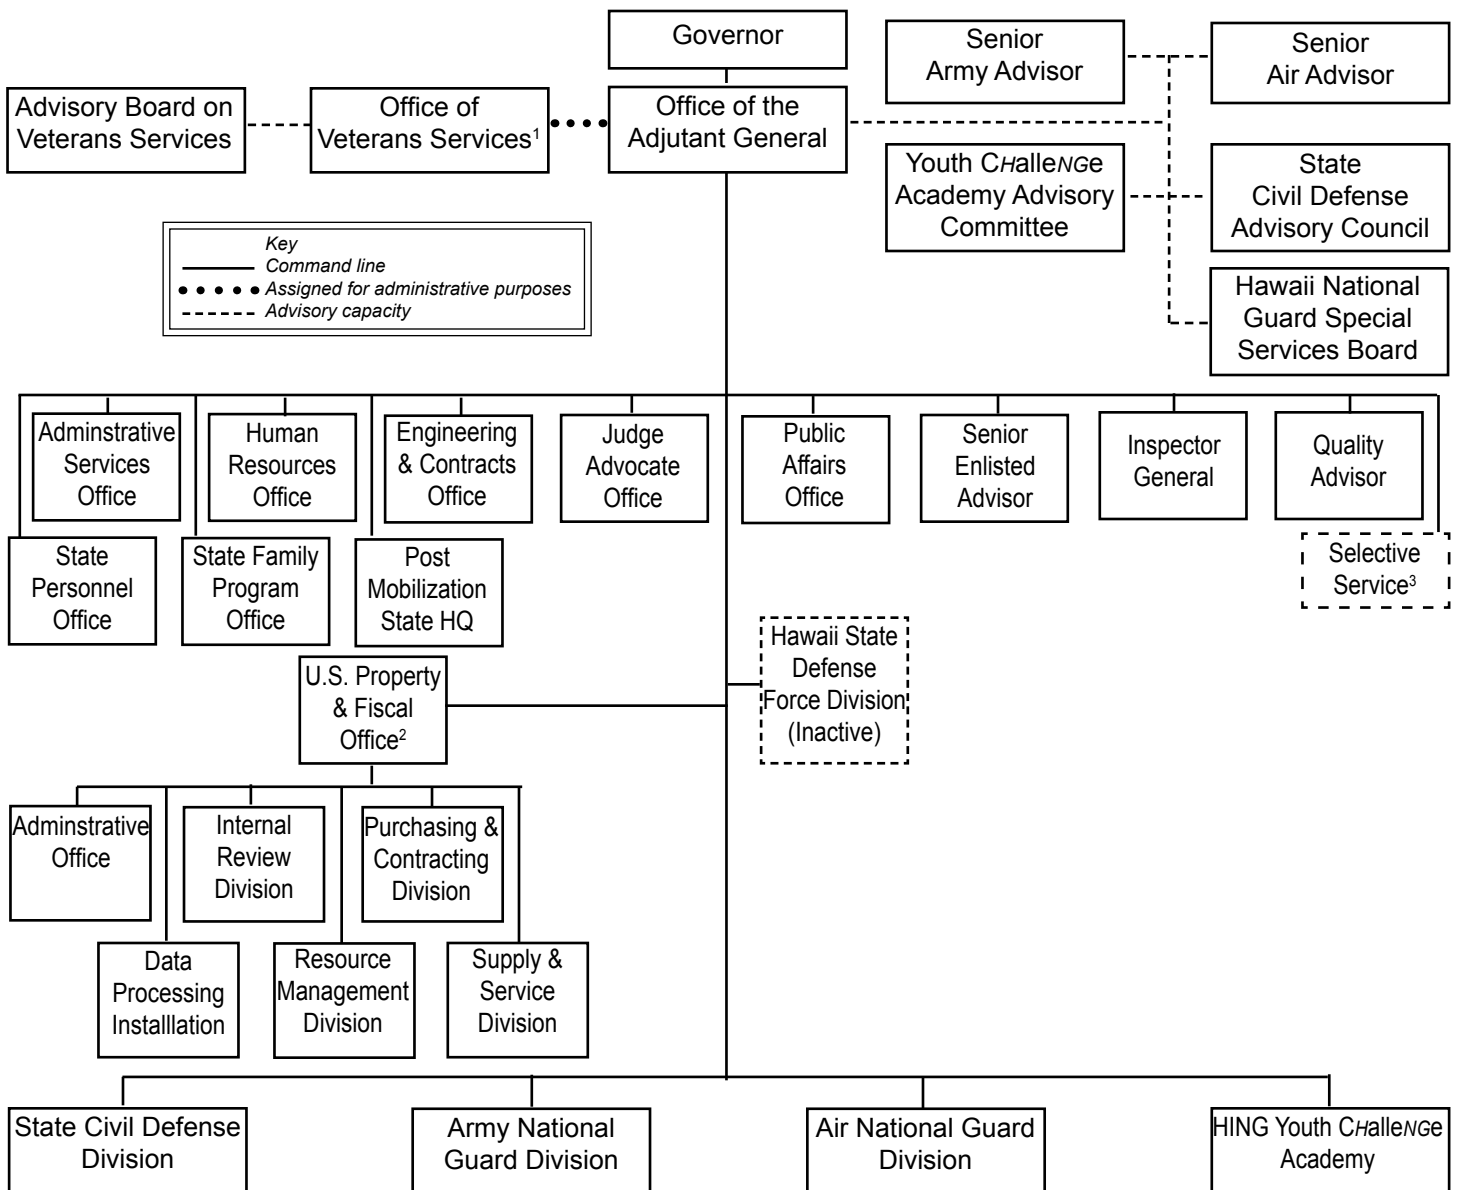 Governor
Senior
Army Advisor
Senior
Air Advisor
Advisory Board on
Veterans Services
Office of
Veterans Services¹
Office of the
Adjutant General
Youth CHalleNGe
Academy Advisory
Committee
State
Civil Defense
Advisory Council
Key
Command line
Assigned for administrative purposes
Advisory capacity
Hawaii National
Guard Special
Services Board
Adminstrative
Services
Office
Human
Resources
Office
Engineering
& Contracts
Office
Judge
Advocate
Office
Public
Affairs
Office
Senior
Enlisted
Advisor
Inspector
General
Quality
Advisor
State
Personnel
Office
State Family
Program
Office
Post
Mobilization
State HQ
Selective
Service³
U.S. Property
& Fiscal
Office²
Hawaii State
Defense
Force Division
(Inactive)
Adminstrative
Office
Internal
Review
Division
Purchasing &
Contracting
Division
Data
Processing
Installlation
Resource
Management
Division
Supply &
Service
Division
State Civil Defense
Division
Army National
Guard Division
Air National Guard
Division
HING Youth CHalleNGe
Academy